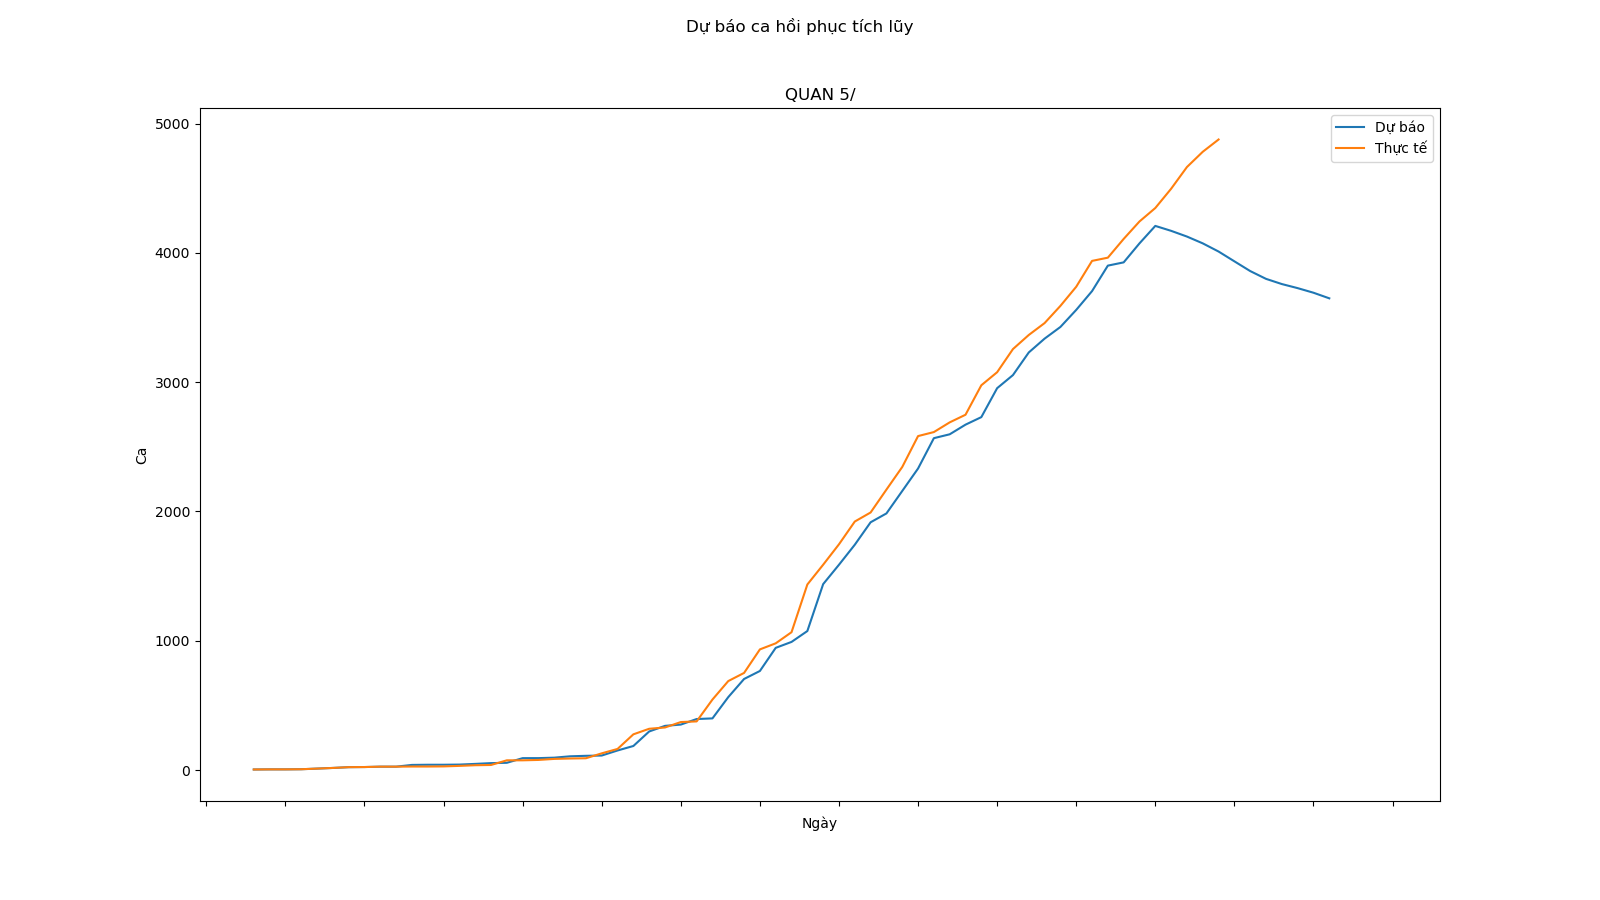 Dự báo ca hồi phục tích lũy
QUAN 5/
Dự báo
Thực tế
5000
4000
3000
2000
1000
0
Ca
Ngày